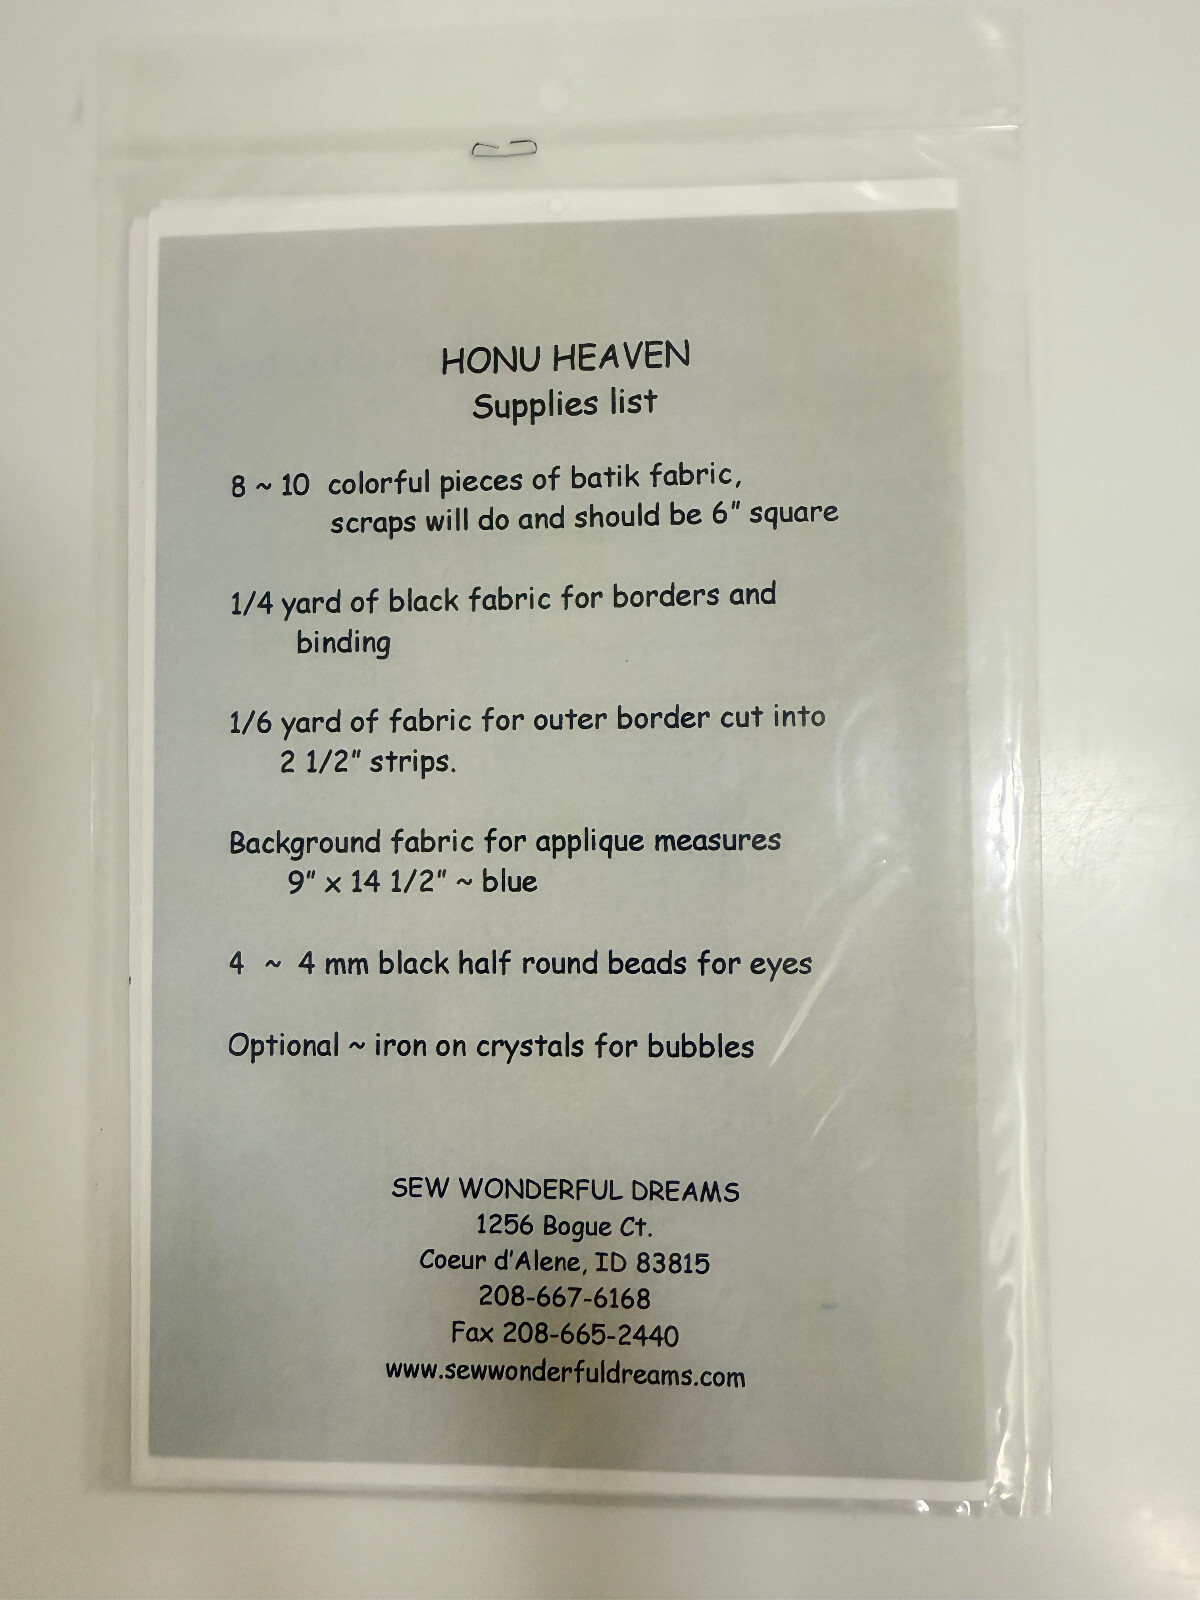 HONU HEAVEN
Supplies list
8 ~ 10 colorful pieces of batik fabric,
scraps will do and should be 6" square
1/4 yard of black fabric for borders and
binding
1/6 yard of fabric for outer border cut into
2 1/2" strips.
Background fabric for applique measures
9" x 14 1/2" ~ blue
4 ~ 4 mm black half round beads for eyes
Optional ~ iron on crystals for bubbles
SEW WONDERFUL DREAMS
1256 Bogue Ct.
Coeur d'Alene, ID 83815
208-667-6168
Fax 208-665-2440
www.sewwonderfuldreams.com